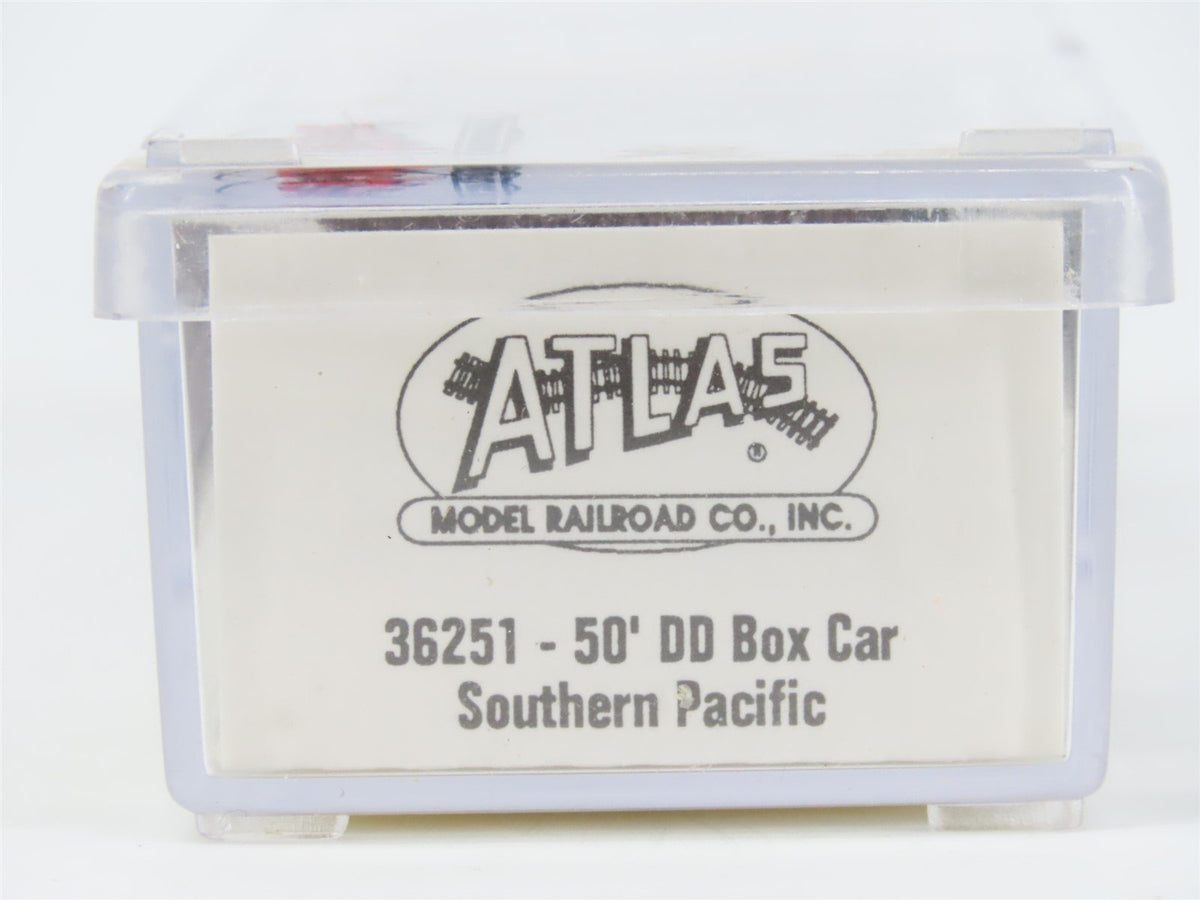 ATLAS
®
MODEL RAILROAD CO., INC.
36251 - 50' DD Box Car
Southern Pacific